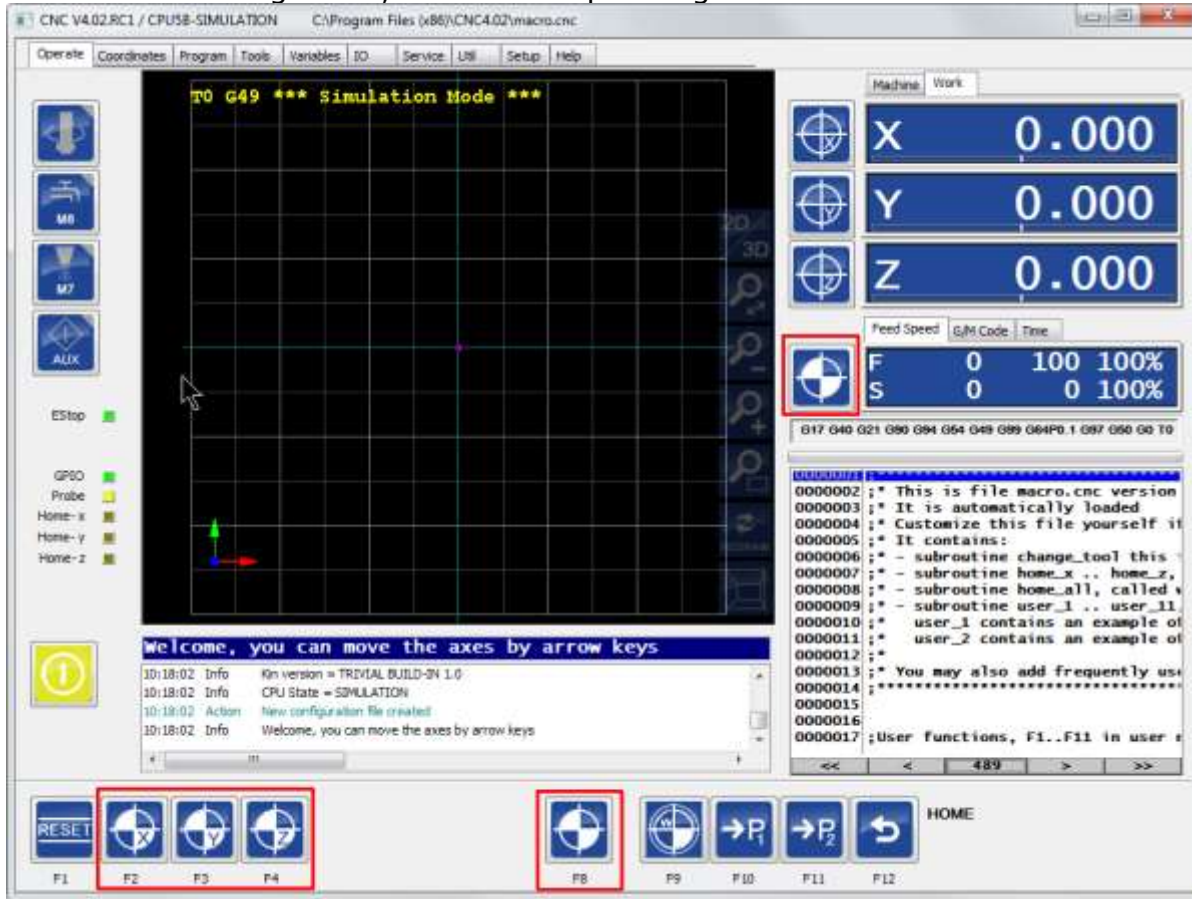 CNC V4.02.RC1 / CPU5B-SIMULATION C:\Program Files (x86)\CNC4.02\macro.cnc
Operate Coordinates Program Tools Variables IO Service Util Setup Help
T0 G49 *** Simulation Mode ***
Machine Work
X 0.000
Y 0.000
Z 0.000
M8
M7
AUX
2D
3D
EStop
GPIO
Probe
Home-x
Home-y
Home-z
Feed Speed G/M Code Time
F 0 100 100%
S 0 0 100%
G17 G40 G21 G90 G94 G54 G49 G99 G64P0.1 G97 G50 G0 T0
0000001 ;*
0000002 ;* This is file macro.cnc version
0000003 ;* It is automatically loaded
0000004 ;* Customize this file yourself if
0000005 ;* It contains:
0000006 ;* - subroutine change_tool this
0000007 ;* - subroutine home_x .. home_z,
0000008 ;* - subroutine home_all, called
0000009 ;* - subroutine user_1 .. user_11
0000010 ;* user_1 contains an example of
0000011 ;* user_2 contains an example of
0000012 ;*
0000013 ;* You may also add frequently use
0000014 ;*********************************
0000015
0000016
0000017 ;User functions, F1..F11 in user
<< < 489 > >>
Welcome, you can move the axes by arrow keys
10:18:02 Info Kin version = TRIVIAL BUILD-IN 1.0
10:18:02 Info CPU State = SIMULATION
10:18:02 Action New configuration file created
10:18:02 Info Welcome, you can move the axes by arrow keys
RESET X Y Z W P1 P2 HOME
F1 F2 F3 F4 F8 F9 F10 F11 F12